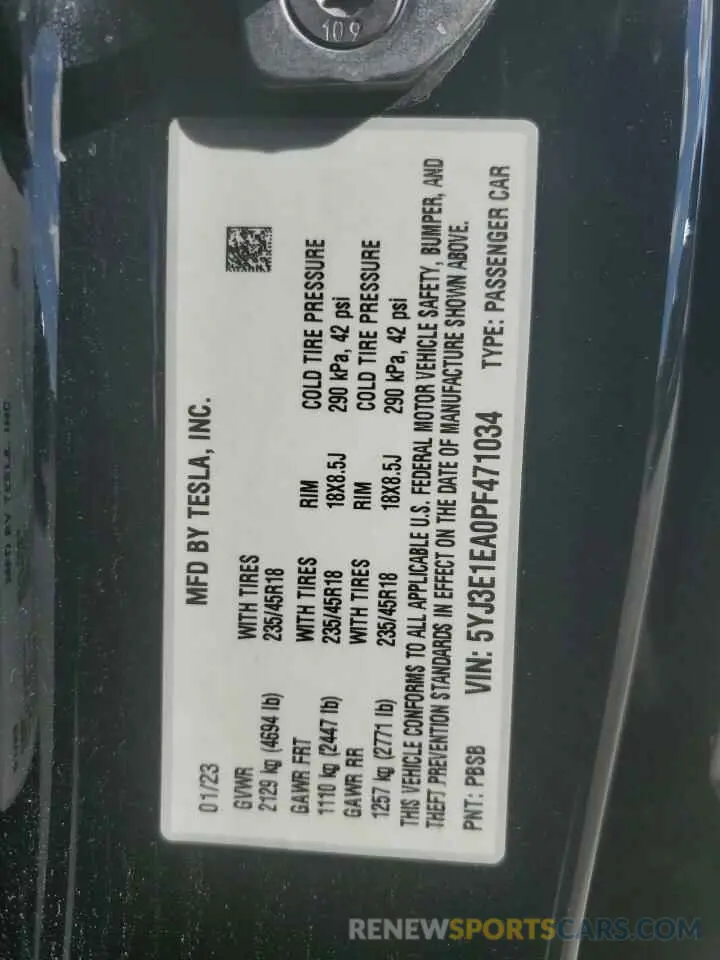 109
01/23 MFD BY TESLA, INC.
GVWR WITH TIRES
2129 kg (4694 lb) 235/45R18
GAWR FRT WITH TIRES RIM COLD TIRE PRESSURE
1110 kg (2447 lb) 235/45R18 18X8.5J 290 kPa, 42 psi
GAWR RR WITH TIRES RIM COLD TIRE PRESSURE
1257 kg (2771 lb) 235/45R18 18X8.5J 290 kPa, 42 psi
THIS VEHICLE CONFORMS TO ALL APPLICABLE U.S. FEDERAL MOTOR VEHICLE SAFETY, BUMPER, AND
THEFT PREVENTION STANDARDS IN EFFECT ON THE DATE OF MANUFACTURE SHOWN ABOVE.
PNT: PBSB VIN: 5YJ3E1EA0PF471034 TYPE: PASSENGER CAR
MFD BY TESLA, INC
RENEWSPORTSCARS.COM